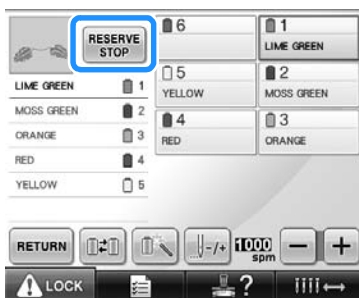 RESERVE
STOP
LIME GREEN 1
MOSS GREEN 2
ORANGE 3
RED 4
YELLOW 5
6
1
LIME GREEN
5
YELLOW
2
MOSS GREEN
4
RED
3
ORANGE
RETURN
-/+
1000
spm
- +
LOCK
?